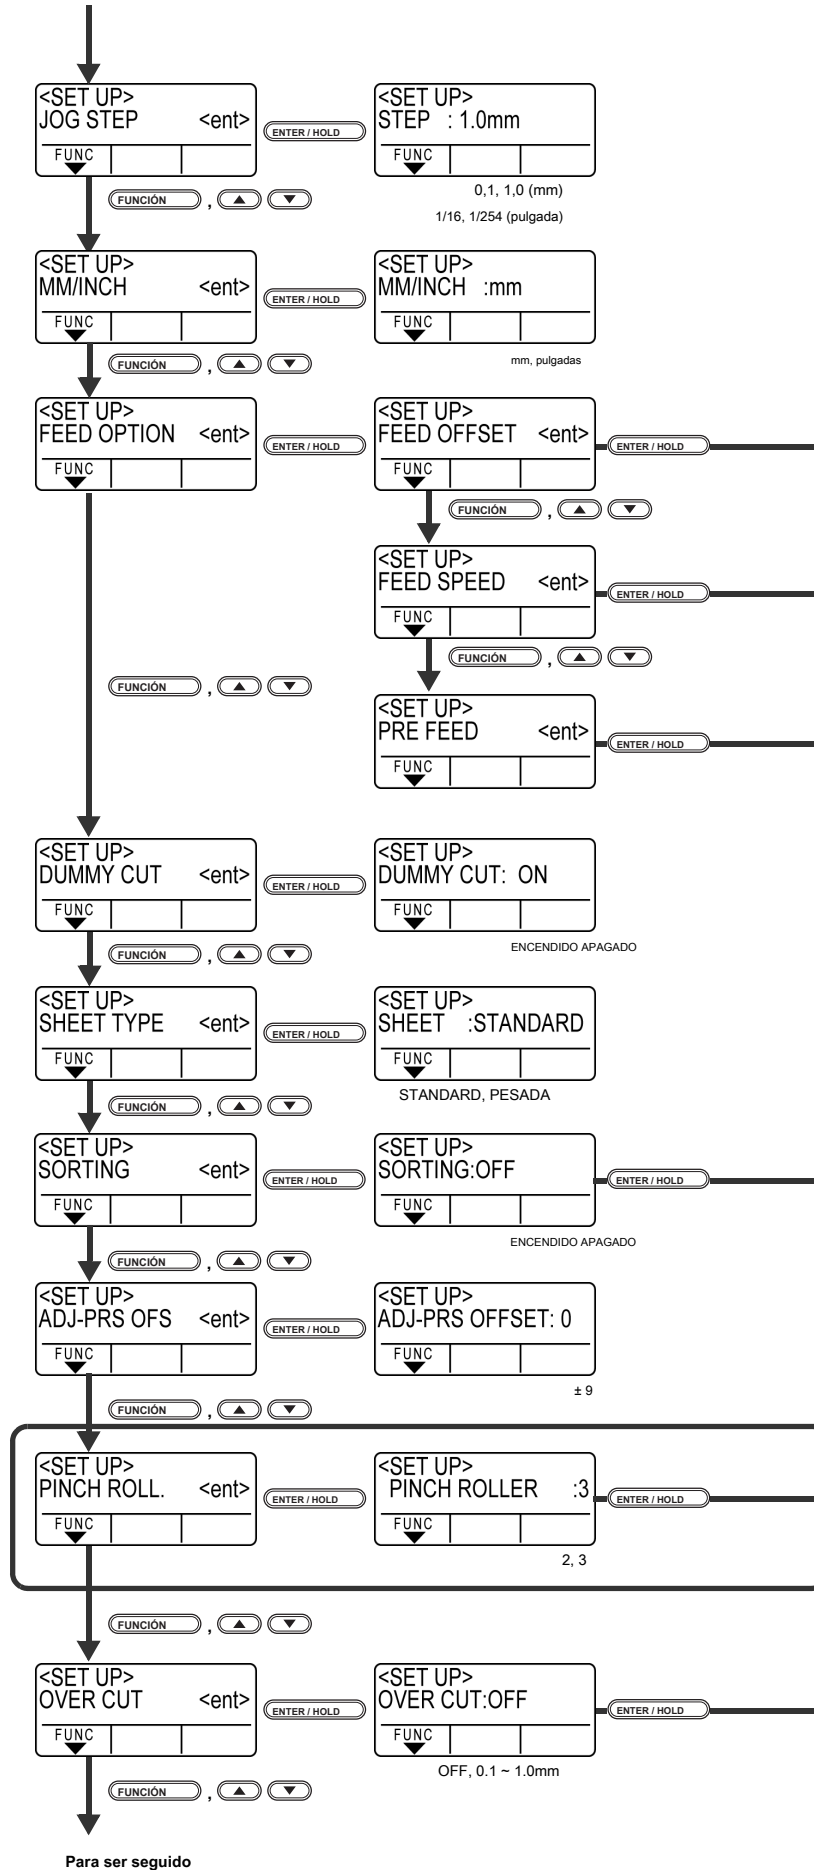 <SET UP>
JOG STEP <ent>
FUNC
ENTER / HOLD
<SET UP>
STEP : 1.0mm
FUNC
0,1, 1,0 (mm)
1/16, 1/254 (pulgada)
FUNCIÓN ,
<SET UP>
MM/INCH <ent>
FUNC
ENTER / HOLD
<SET UP>
MM/INCH :mm
FUNC
mm, pulgadas
FUNCIÓN ,
<SET UP>
FEED OPTION <ent>
FUNC
ENTER / HOLD
<SET UP>
FEED OFFSET <ent>
FUNC
ENTER / HOLD
FUNCIÓN ,
<SET UP>
FEED SPEED <ent>
FUNC
ENTER / HOLD
FUNCIÓN ,
FUNCIÓN ,
<SET UP>
PRE FEED <ent>
FUNC
ENTER / HOLD
<SET UP>
DUMMY CUT <ent>
FUNC
ENTER / HOLD
<SET UP>
DUMMY CUT: ON
FUNC
ENCENDIDO APAGADO
FUNCIÓN ,
<SET UP>
SHEET TYPE <ent>
FUNC
ENTER / HOLD
<SET UP>
SHEET :STANDARD
FUNC
STANDARD, PESADA
FUNCIÓN ,
<SET UP>
SORTING <ent>
FUNC
ENTER / HOLD
<SET UP>
SORTING:OFF
FUNC
ENTER / HOLD
ENCENDIDO APAGADO
FUNCIÓN ,
<SET UP>
ADJ-PRS OFS <ent>
FUNC
ENTER / HOLD
<SET UP>
ADJ-PRS OFFSET: 0
FUNC
± 9
FUNCIÓN ,
<SET UP>
PINCH ROLL. <ent>
FUNC
ENTER / HOLD
<SET UP>
PINCH ROLLER :3
FUNC
ENTER / HOLD
2, 3
FUNCIÓN ,
<SET UP>
OVER CUT <ent>
FUNC
ENTER / HOLD
<SET UP>
OVER CUT:OFF
FUNC
ENTER / HOLD
OFF, 0.1 ~ 1.0mm
FUNCIÓN ,
Para ser seguido